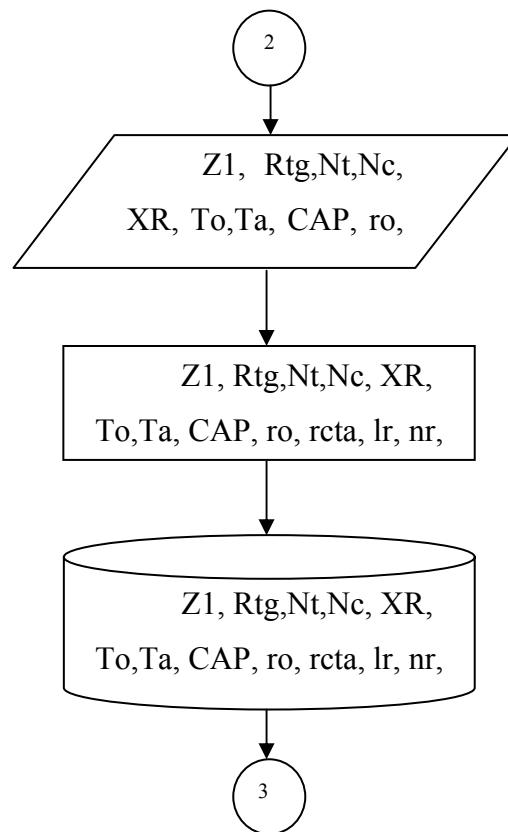 2
Z1, Rtg,Nt,Nc,
XR, To,Ta, CAP, ro,
Z1, Rtg,Nt,Nc, XR,
To,Ta, CAP, ro, rcta, lr, nr,
Z1, Rtg,Nt,Nc, XR,
To,Ta, CAP, ro, rcta, lr, nr,
3